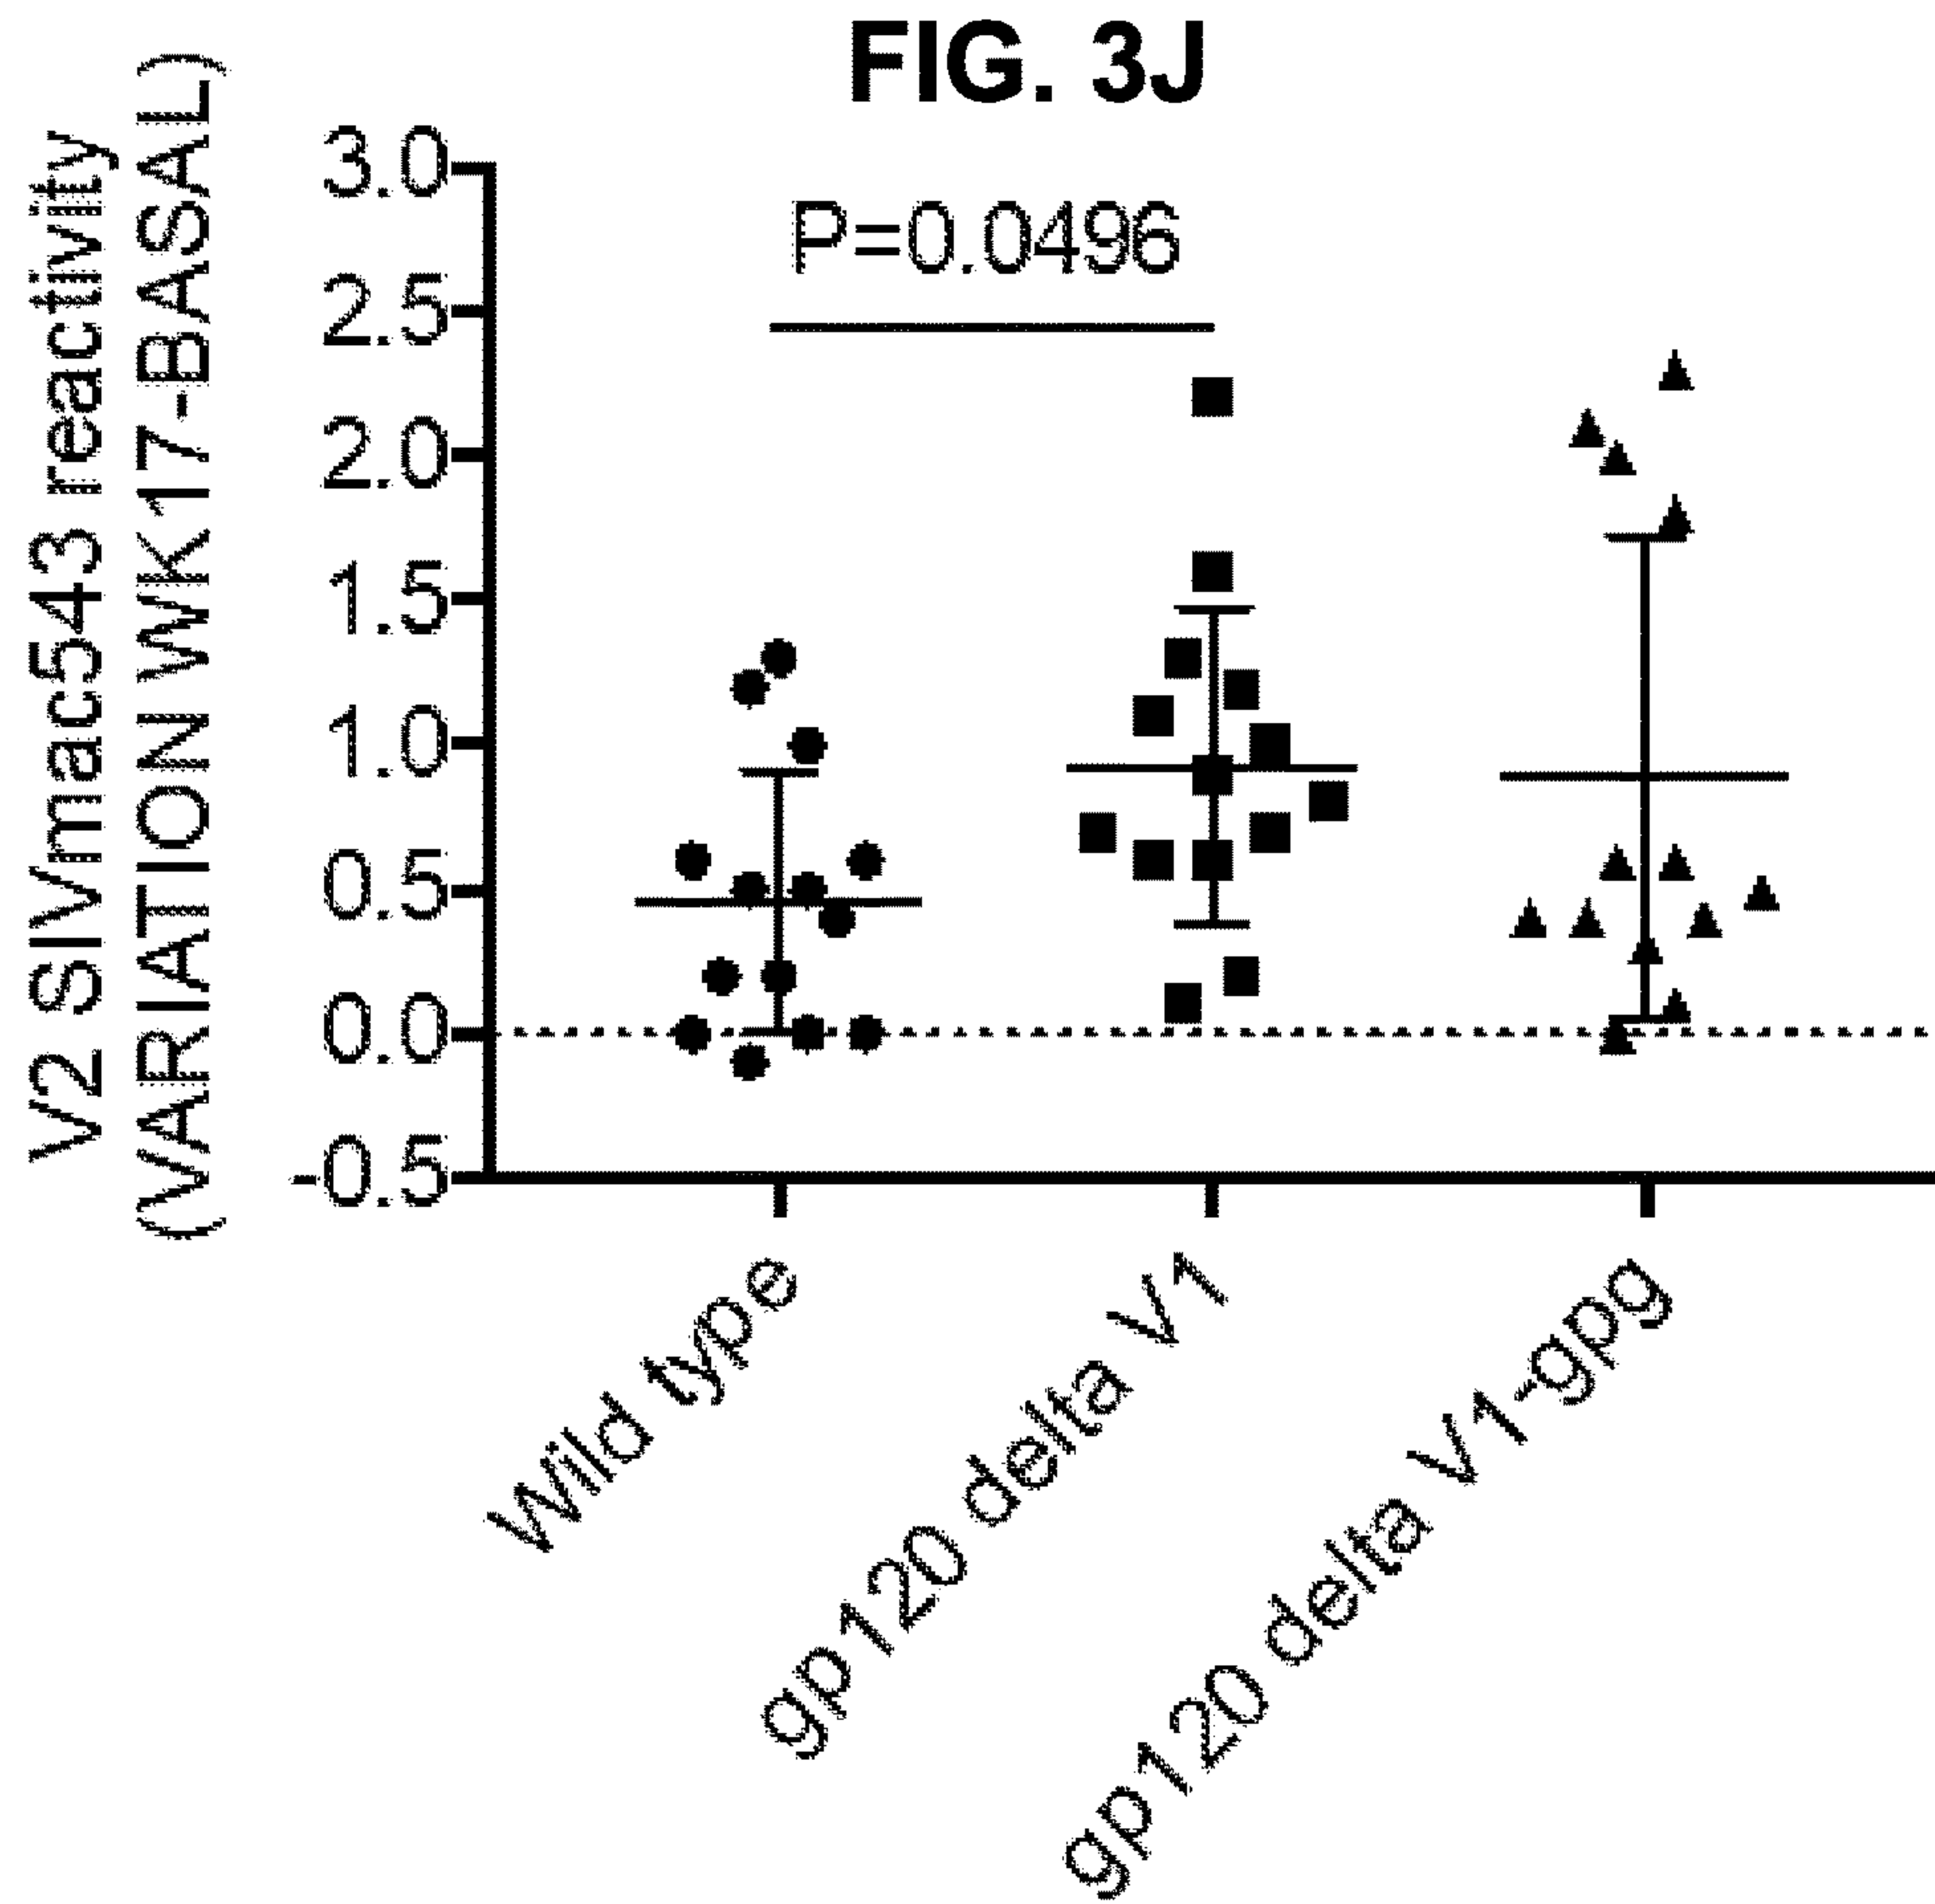 FIG. 3J
V2 SIVmac543 reactivity
(VARIATION WK17-BASAL)
3.0
2.5
2.0
1.5
1.0
0.5
0.0
-0.5
P=0.0496
Wild type
gp120 delta V1
gp120 delta V1-gpg